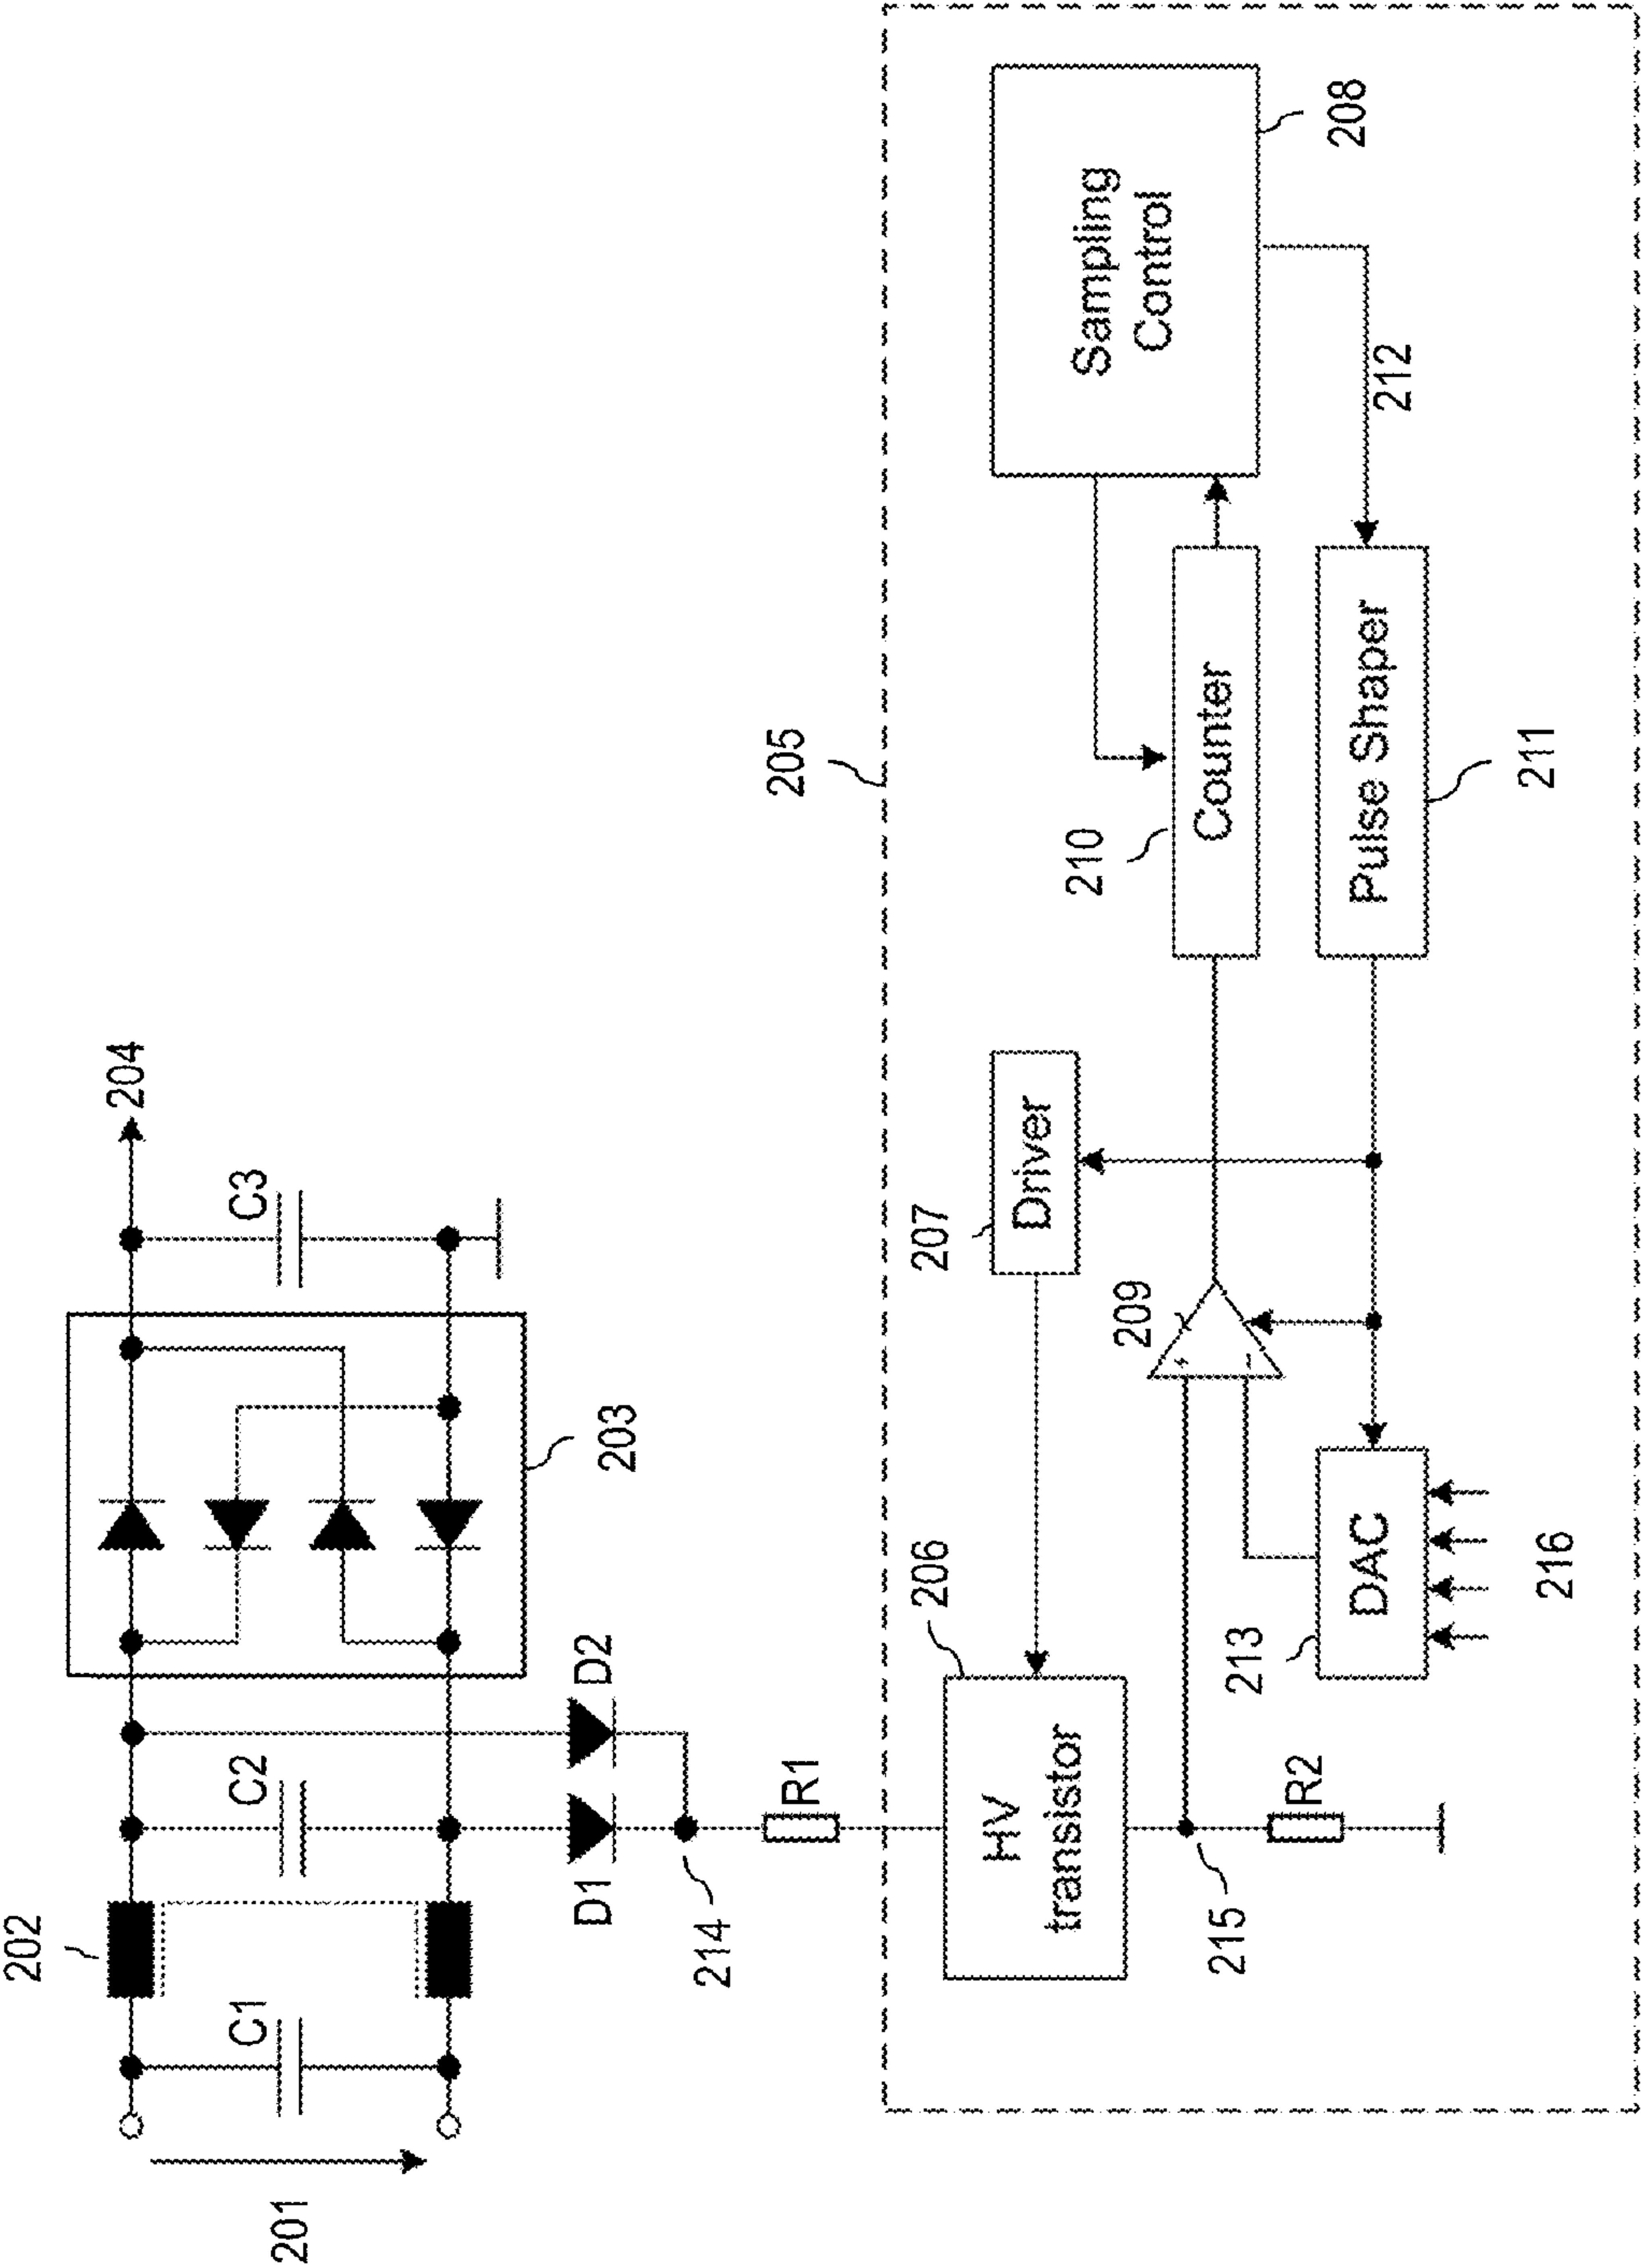 201
202
C1
C2
203
C3
204
D1
D2
214
R1
205
206
HV
transistor
207
Driver
208
Sampling
Control
209
+
-
210
Counter
212
Pulse Shaper
211
215
R2
213
DAC
216